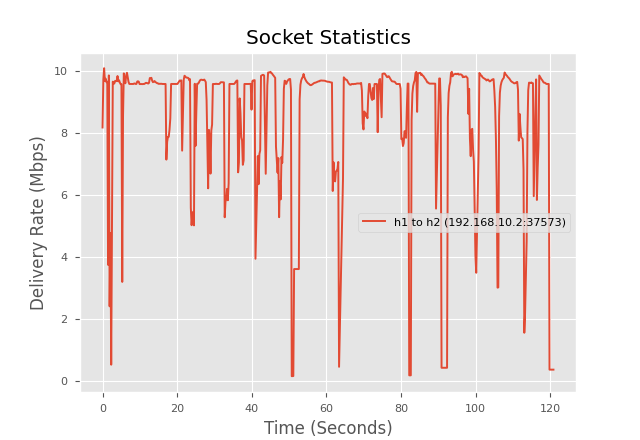 Socket Statistics
10
8
6
4
2
0
Delivery Rate (Mbps)
h1 to h2 (192.168.10.2:37573)
0 20 40 60 80 100 120
Time (Seconds)